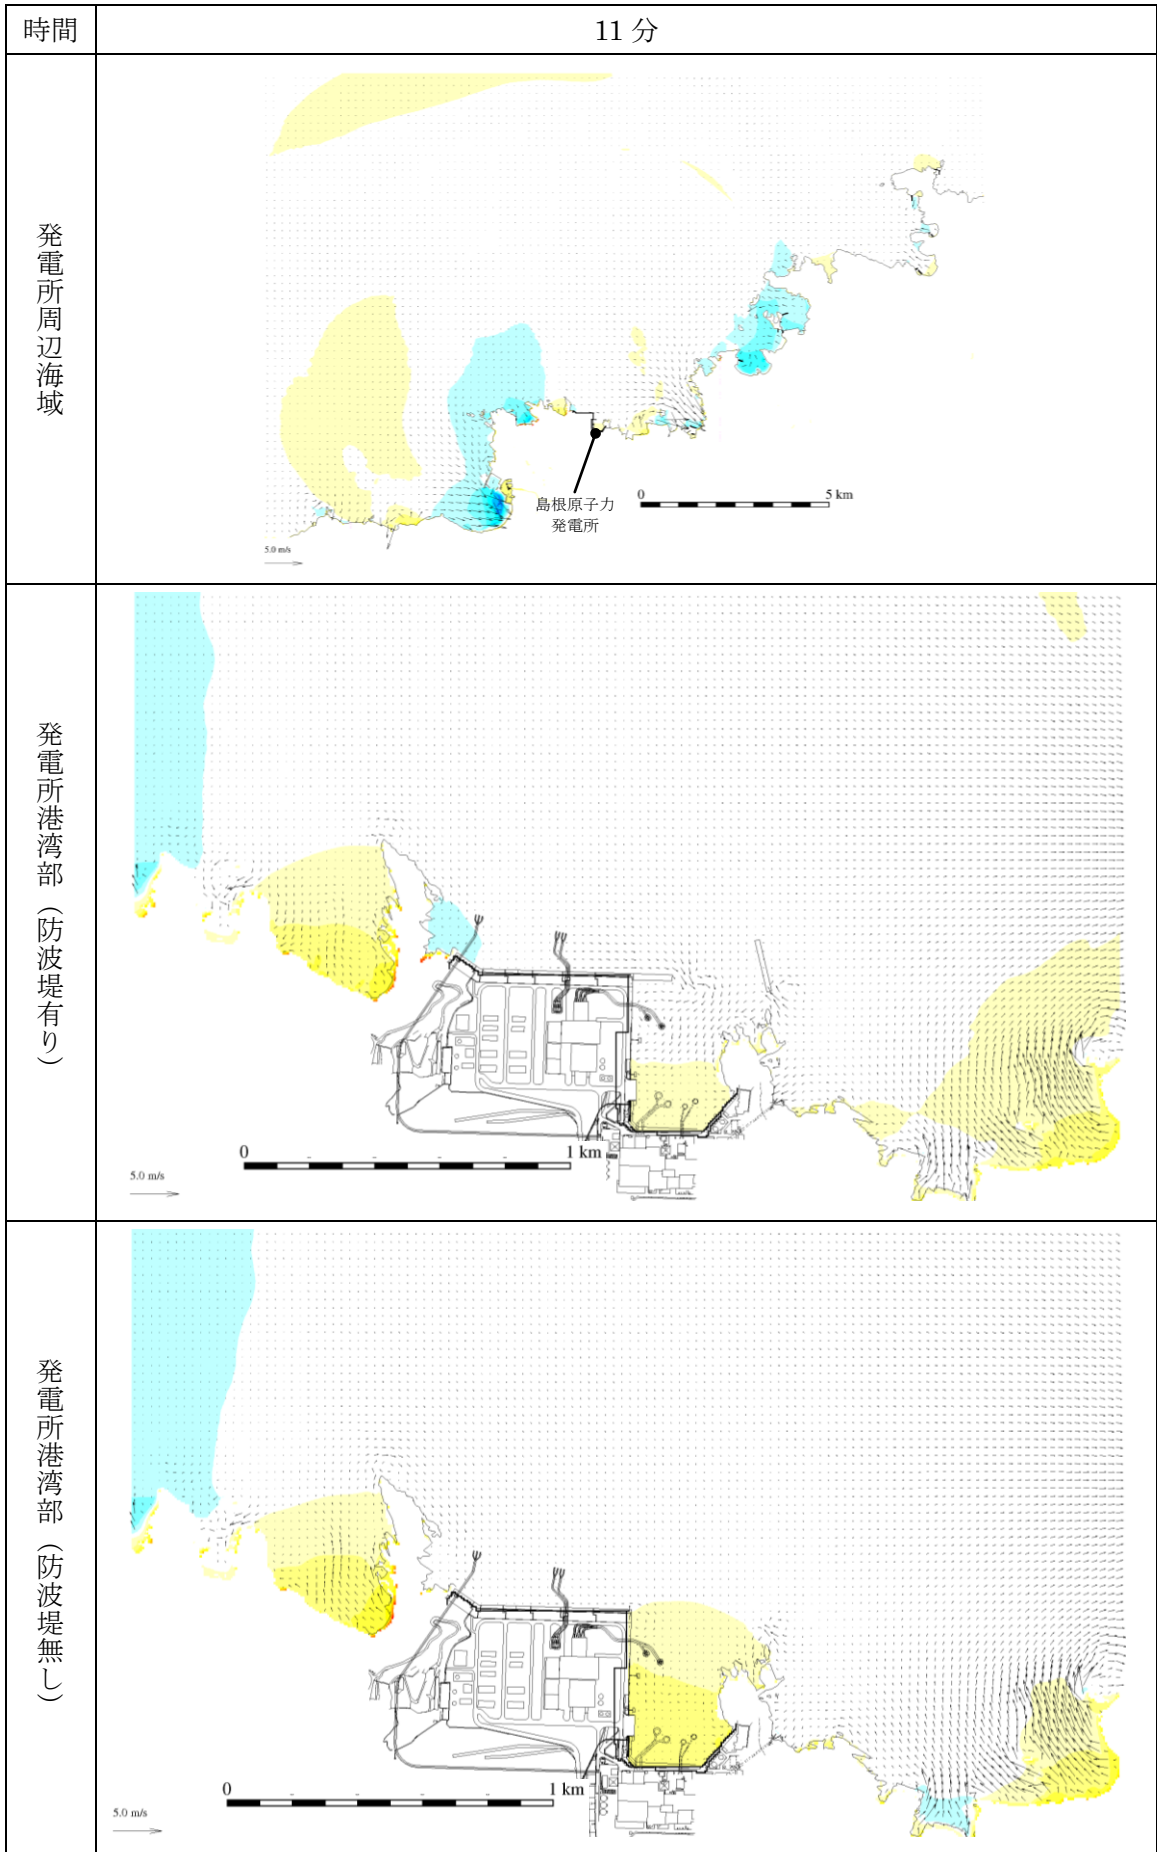 時間
11 分
発電所周辺海域
島根原子力
発電所
0 5 km
5.0 m/s
発電所港湾部（防波堤有り）
0 1 km
5.0 m/s
発電所港湾部（防波堤無し）
0 1 km
5.0 m/s